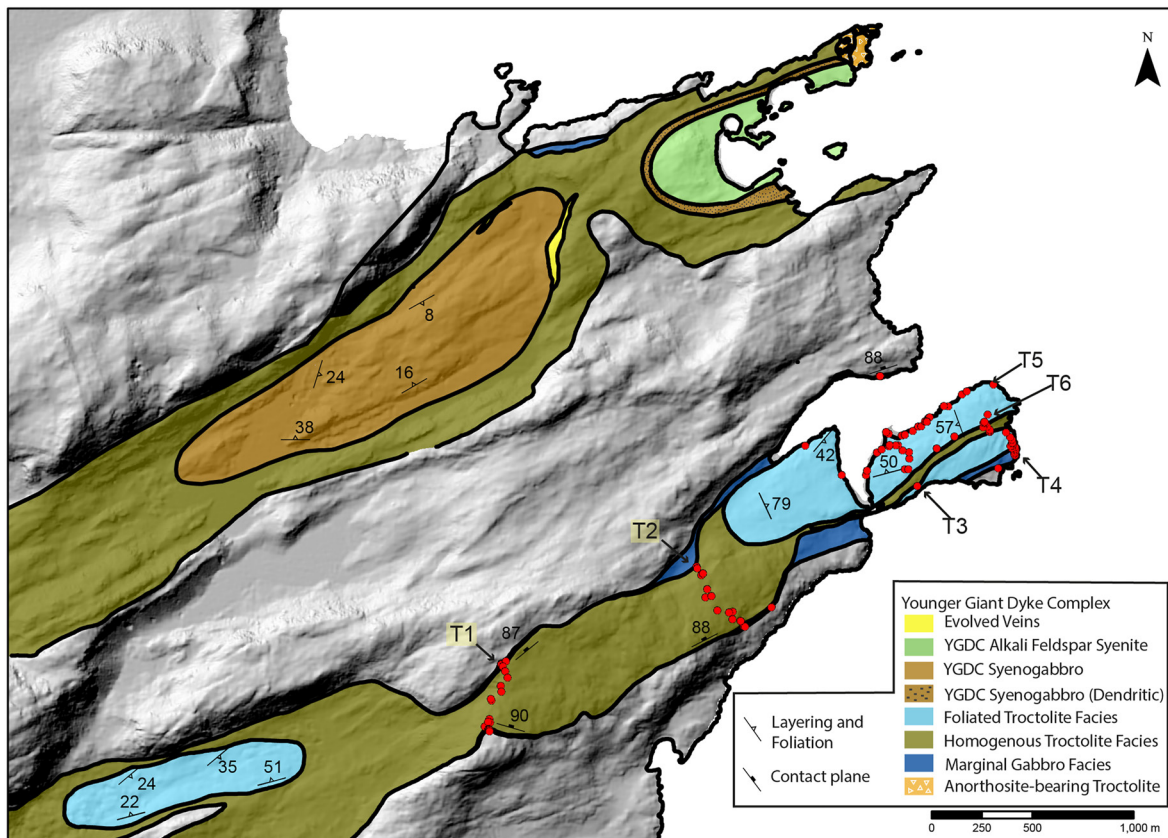 N
8
24
16
38
88
T5
T6
57
42
50
79
T4
T3
T2
T1
87
88
90
24
35
51
22
Younger Giant Dyke Complex
Evolved Veins
YGDC Alkali Feldspar Syenite
YGDC Syenogabbro
YGDC Syenogabbro (Dendritic)
Foliated Troctolite Facies
Homogenous Troctolite Facies
Marginal Gabbro Facies
Anorthosite-bearing Troctolite
Layering and
Foliation
Contact plane
0 250 500 1,000 m